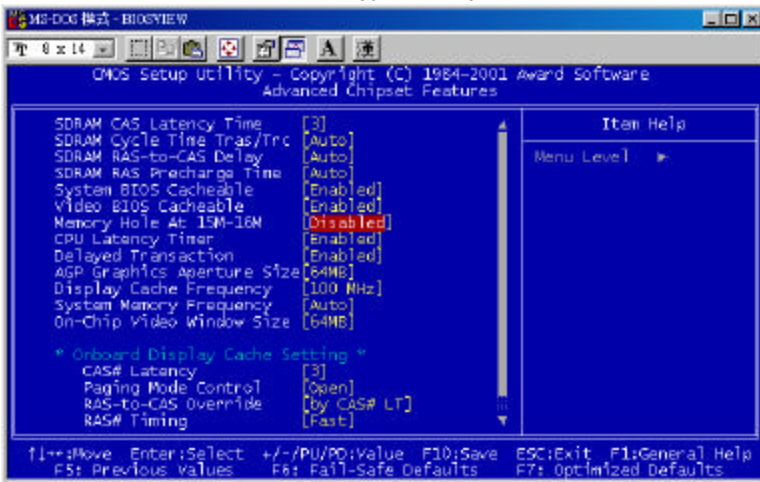 MS-DOS 模式 - BIOSVIEW
8 x 14
A 漢
CMOS Setup Utility - Copyright (C) 1984-2001 Award Software
Advanced Chipset Features
SDRAM CAS Latency Time [3]
SDRAM Cycle Time Tras/Trc [Auto]
SDRAM RAS-to-CAS Delay [Auto]
SDRAM RAS Precharge Time [Auto]
System BIOS Cacheable [Enabled]
Video BIOS Cacheable [Enabled]
Memory Hole At 15M-16M [Disabled]
CPU Latency Timer [Enabled]
Delayed Transaction [Enabled]
AGP Graphics Aperture Size [64MB]
Display Cache Frequency [100 MHz]
System Memory Frequency [Auto]
On-Chip Video Window Size [64MB]
* Onboard Display Cache Setting *
CAS# Latency [3]
Paging Mode Control [Open]
RAS-to-CAS Override [by CAS# LT]
RAS# Timing [Fast]
Item Help
Menu Level ►
↑↓→←:Move Enter:Select +/-/PU/PD:Value F10:Save ESC:Exit F1:General Help
F5: Previous Values F6: Fail-Safe Defaults F7: Optimized Defaults